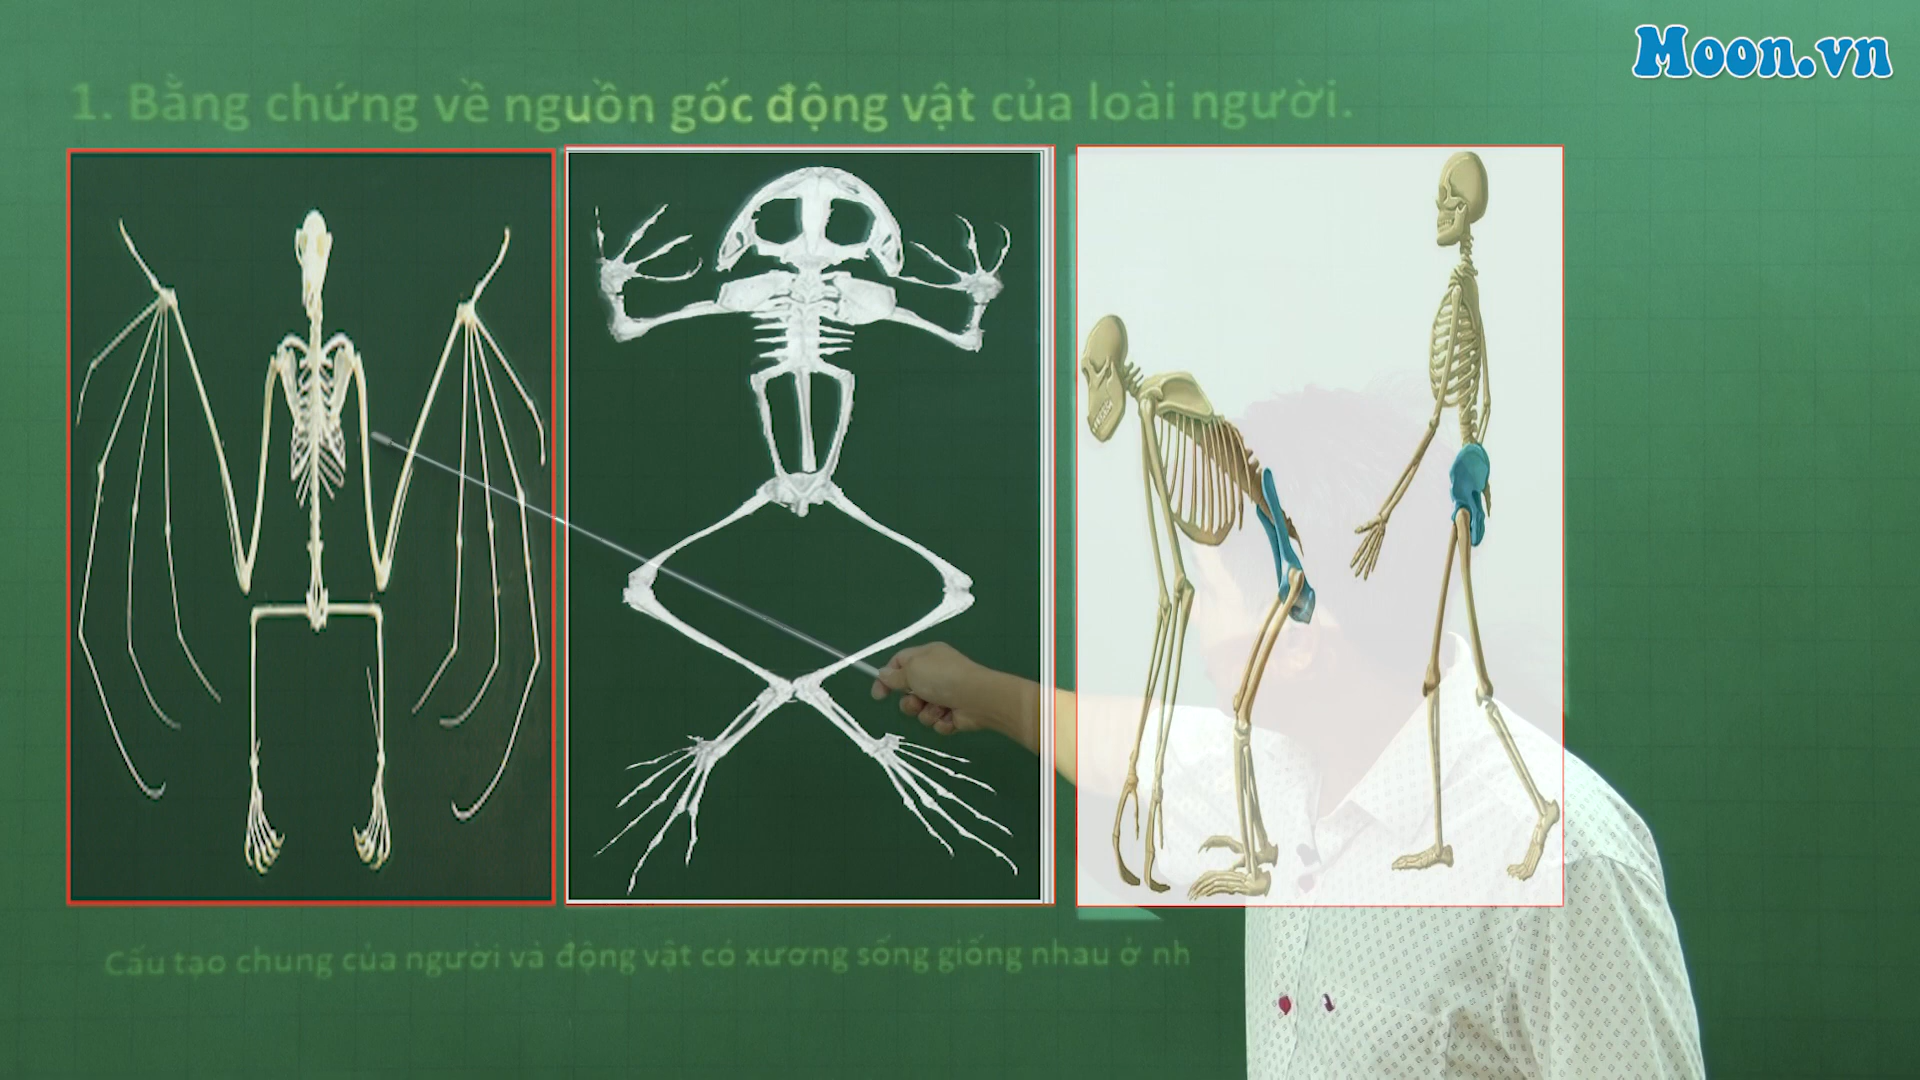 Moon.vn
1. Bằng chứng về nguồn gốc động vật của loài người.
Cấu tạo chung của người và động vật có xương sống giống nhau ở nh